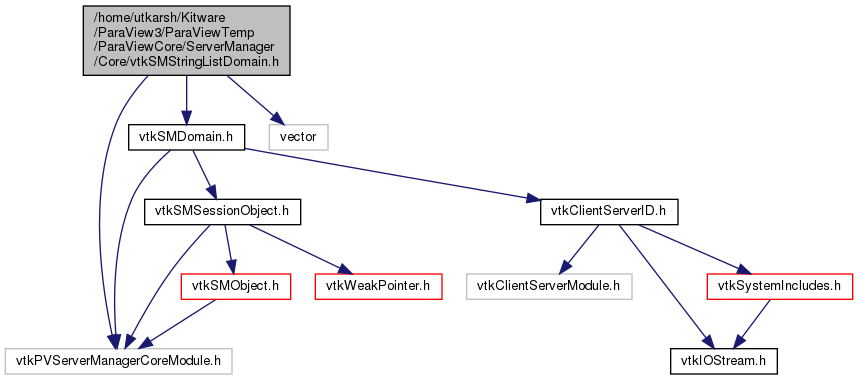 /home/utkarsh/Kitware
/ParaView3/ParaViewTemp
/ParaViewCore/ServerManager
/Core/vtkSMStringListDomain.h
vtkSMDomain.h
vector
vtkSMSessionObject.h
vtkClientServerID.h
vtkSMObject.h
vtkWeakPointer.h
vtkClientServerModule.h
vtkSystemIncludes.h
vtkPVServerManagerCoreModule.h
vtkIOStream.h